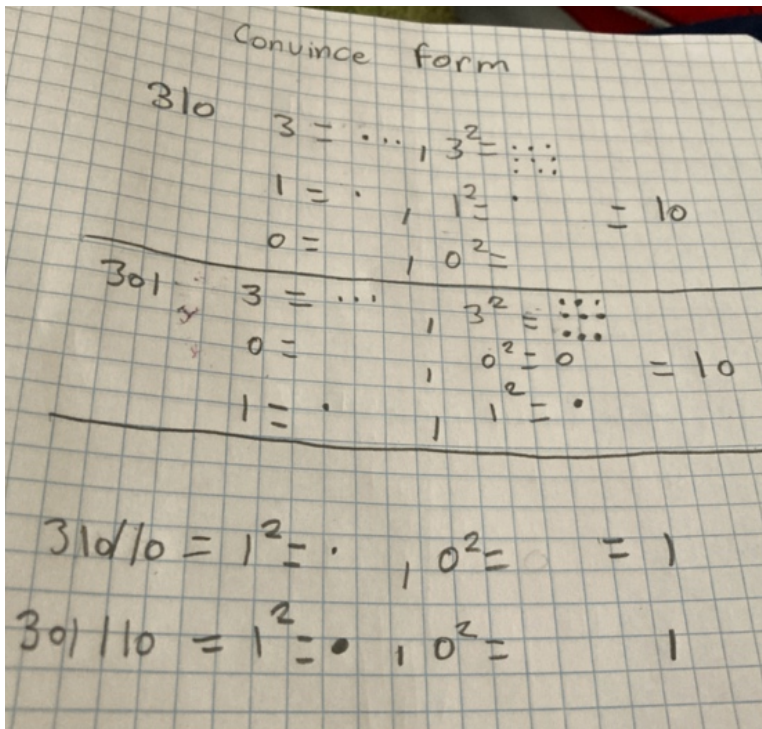 Convince form
310
3 = ... , 3² = :::
1 = . , 1² = . = 10
0 = , 0² =
301
3 = ... , 3² = :::
0 = , 0² = 0 = 10
1 = . , 1² = .
310/10 = 1² = . , 0² = = 1
301/10 = 1² = . , 0² = 1